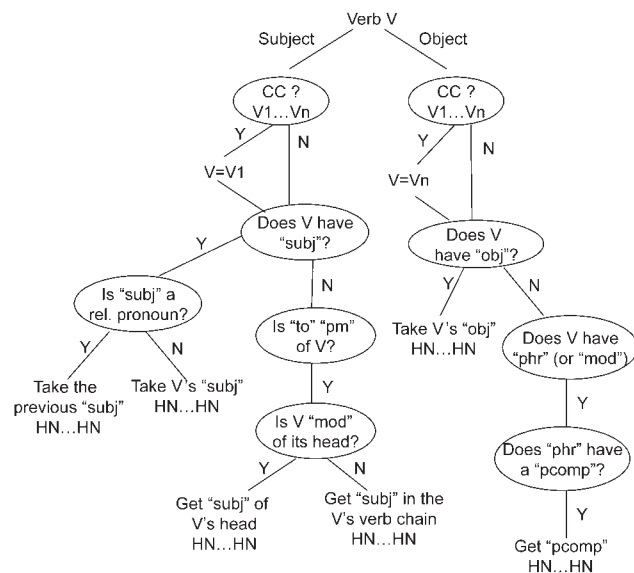 Verb V
Subject
Object
CC ?
V1...Vn
CC ?
V1...Vn
Y
N
Y
N
V=V1
V=Vn
Does V have
“subj”?
Does V
have “obj”?
Y
N
Y
N
Is “subj” a
rel. pronoun?
Is “to” “pm”
of V?
Take V’s “obj”
HN...HN
Does V have
“phr” (or “mod”)
Y
N
Y
Y
Take the
previous “subj”
HN...HN
Take V’s “subj”
HN...HN
Is V “mod”
of its head?
Does “phr” have
a “pcomp”?
Y
N
Y
Get “subj” of
V’s head
HN...HN
Get “subj” in the
V’s verb chain
HN...HN
Get “pcomp”
HN...HN